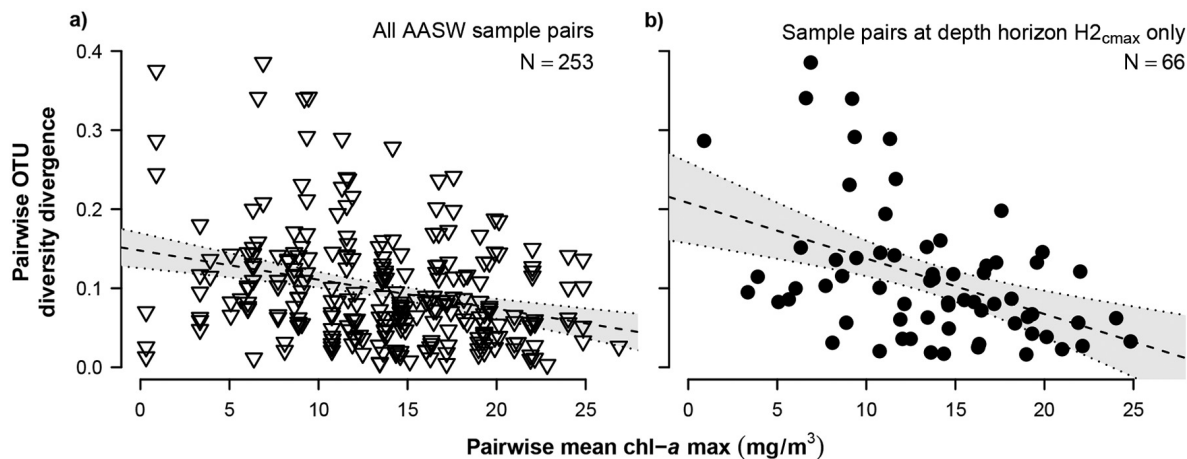 a)
All AASW sample pairs
N = 253
b)
Sample pairs at depth horizon H2cmax only
N = 66
Pairwise OTU
diversity divergence
0.4
0.3
0.2
0.1
0.0
0 5 10 15 20 25
0 5 10 15 20 25
Pairwise mean chl−a max (mg/m³)